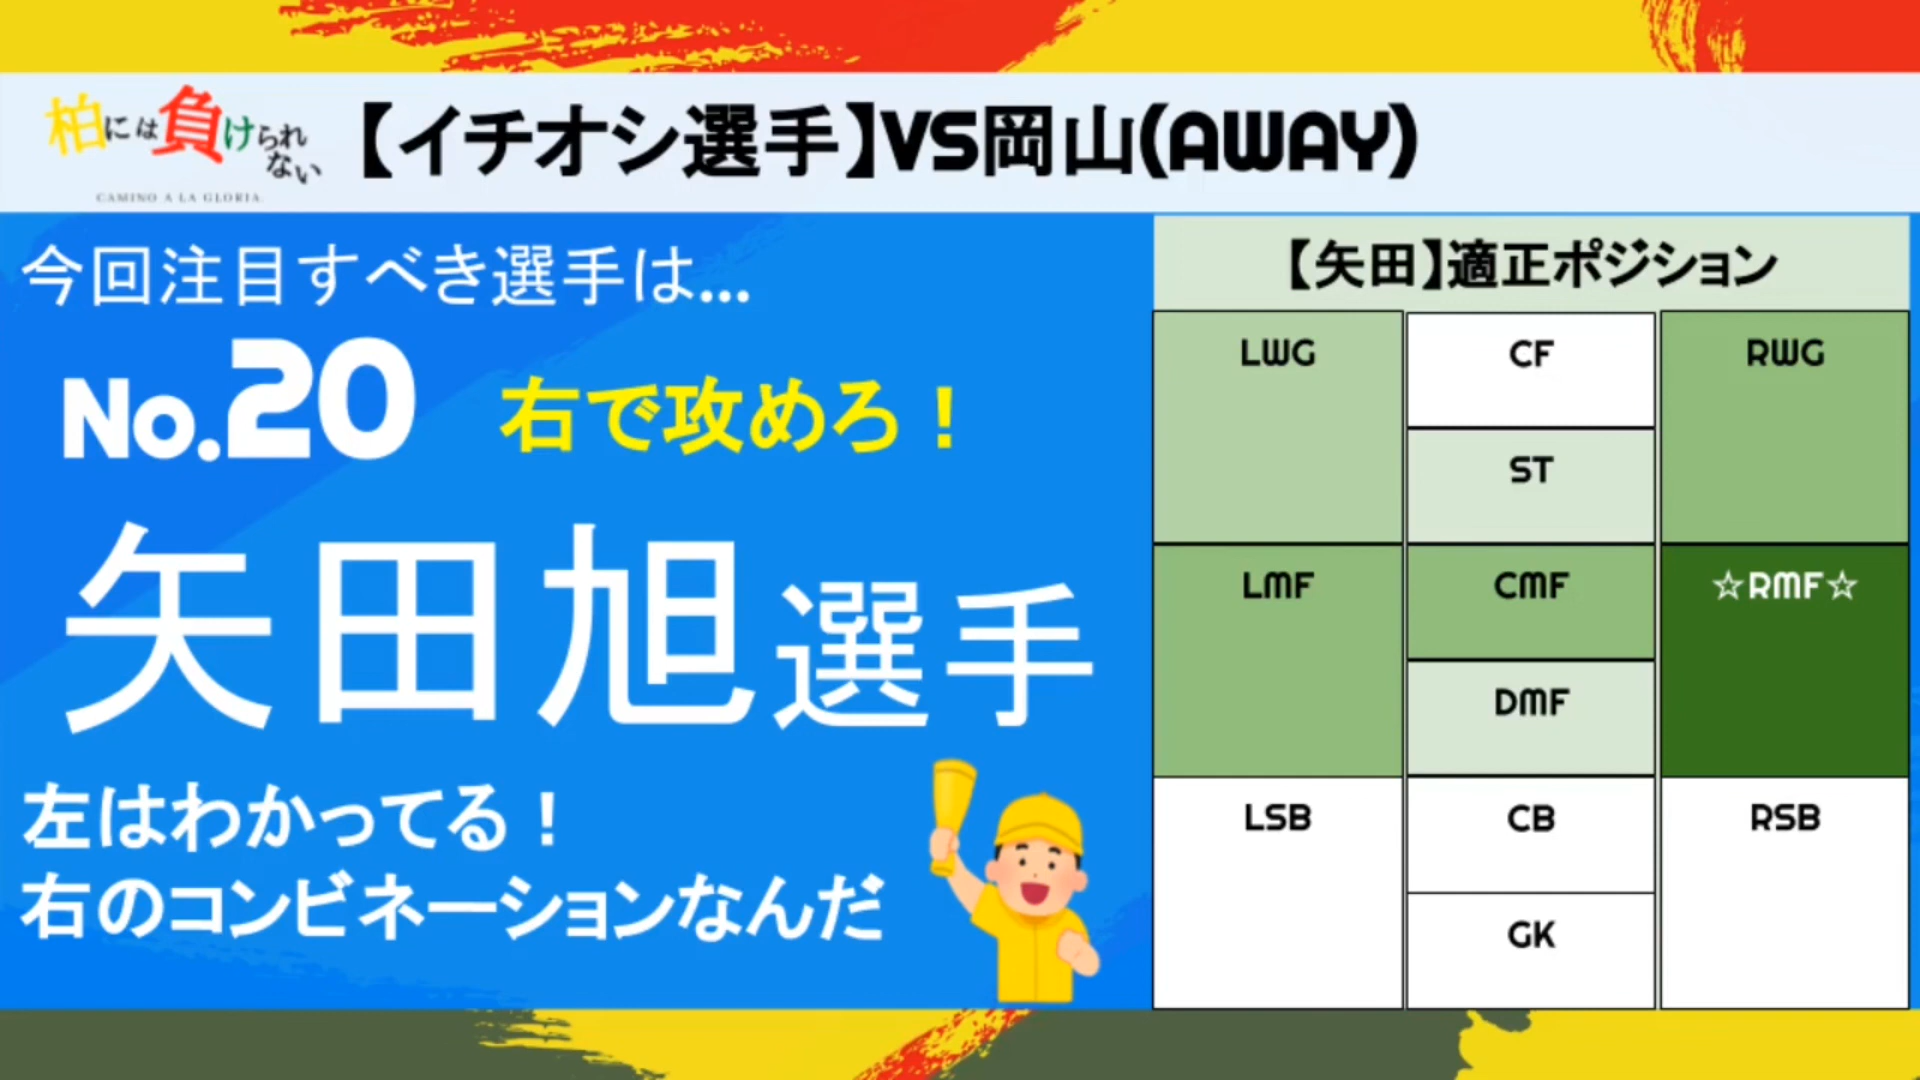 柏には負けられない
CAMINO A LA GLORIA.
【イチオシ選手】VS岡山(AWAY)
今回注目すべき選手は...
No.20
右で攻めろ！
矢田旭選手
左はわかってる！
右のコンビネーションなんだ
【矢田】適正ポジション
LWG CF RWG
ST
LMF CMF ☆RMF☆
DMF
LSB CB RSB
GK